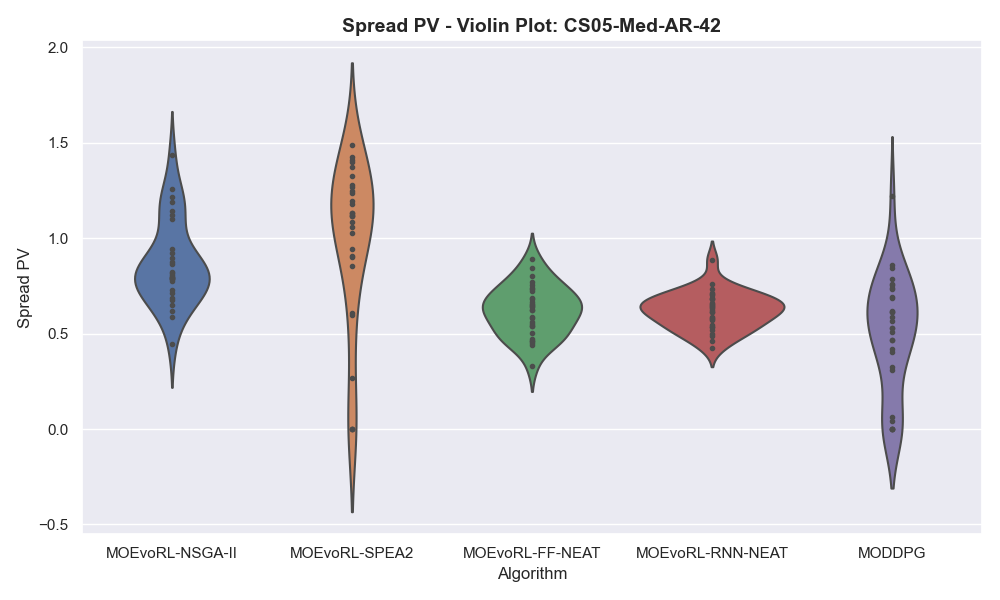 Spread PV - Violin Plot: CS05-Med-AR-42
Spread PV
2.0
1.5
1.0
0.5
0.0
−0.5
MOEvoRL-NSGA-II
MOEvoRL-SPEA2
MOEvoRL-FF-NEAT
MOEvoRL-RNN-NEAT
MODDPG
Algorithm